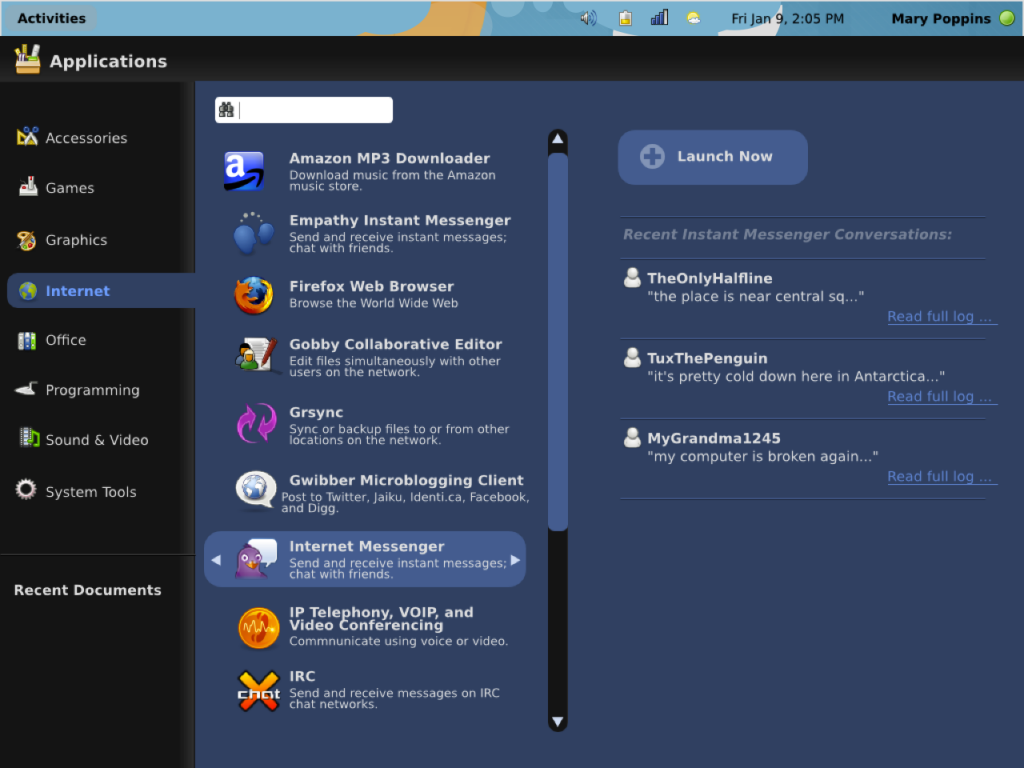 Activities
Fri Jan 9, 2:05 PM
Mary Poppins
Applications
Accessories
Games
Graphics
Internet
Office
Programming
Sound & Video
System Tools
Recent Documents
a
Amazon MP3 Downloader
Download music from the Amazon
music store.
Empathy Instant Messenger
Send and receive instant messages;
chat with friends.
Firefox Web Browser
Browse the World Wide Web
Gobby Collaborative Editor
Edit files simultaneously with other
users on the network.
Grsync
Sync or backup files to or from other
locations on the network.
Gwibber Microblogging Client
Post to Twitter, Jaiku, Identi.ca, Facebook,
and Digg.
Internet Messenger
Send and receive instant messages;
chat with friends.
IP Telephony, VOIP, and
Video Conferencing
Commnunicate using voice or video.
chat
IRC
Send and receive messages on IRC
chat networks.
Launch Now
Recent Instant Messenger Conversations:
TheOnlyHalfline
"the place is near central sq..."
Read full log ...
TuxThePenguin
"it's pretty cold down here in Antarctica..."
Read full log ...
MyGrandma1245
"my computer is broken again..."
Read full log ...